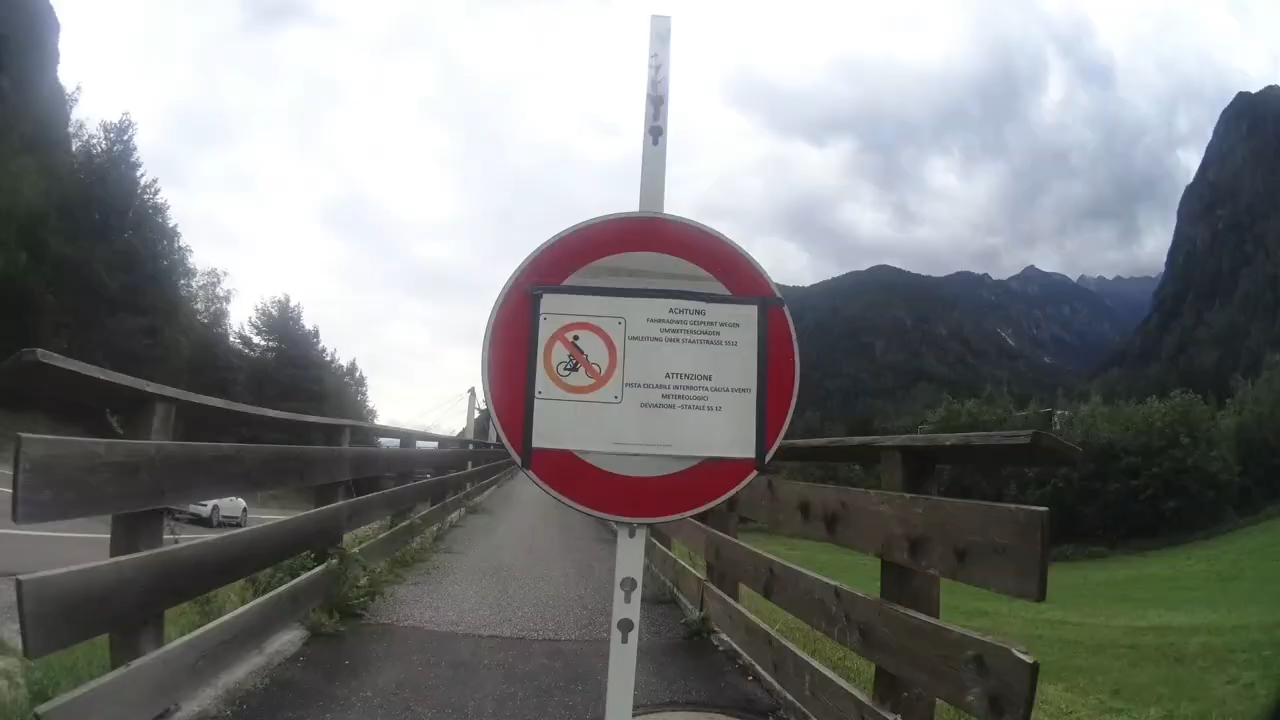 ACHTUNG
FAHRRADWEG GESPERRT WEGEN
UMWETTERSCHÄDEN
UMLEITUNG ÜBER STAATSTRASSE SS12
ATTENZIONE
PISTA CICLABILE INTERROTTA CAUSA EVENTI
METEREOLOGICI
DEVIAZIONE –STATALE SS 12